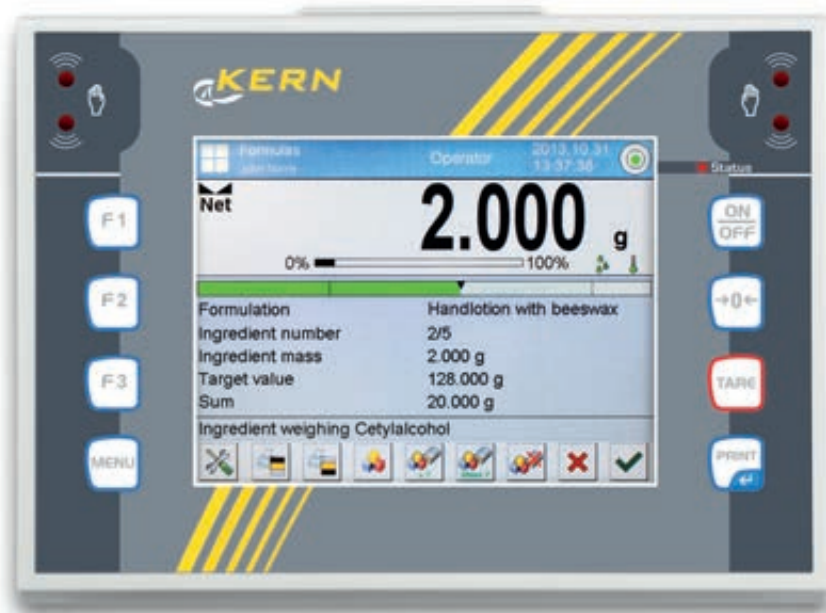 KERN
Formulas
Operator
2013.10.31
13:37:36
Status
Net
2.000 g
0% 100%
F1
F2
F3
MENU
ON
OFF
→0←
TARE
PRINT
Formulation Handlotion with beeswax
Ingredient number 2/5
Ingredient mass 2.000 g
Target value 128.000 g
Sum 20.000 g
Ingredient weighing Cetylalcohol